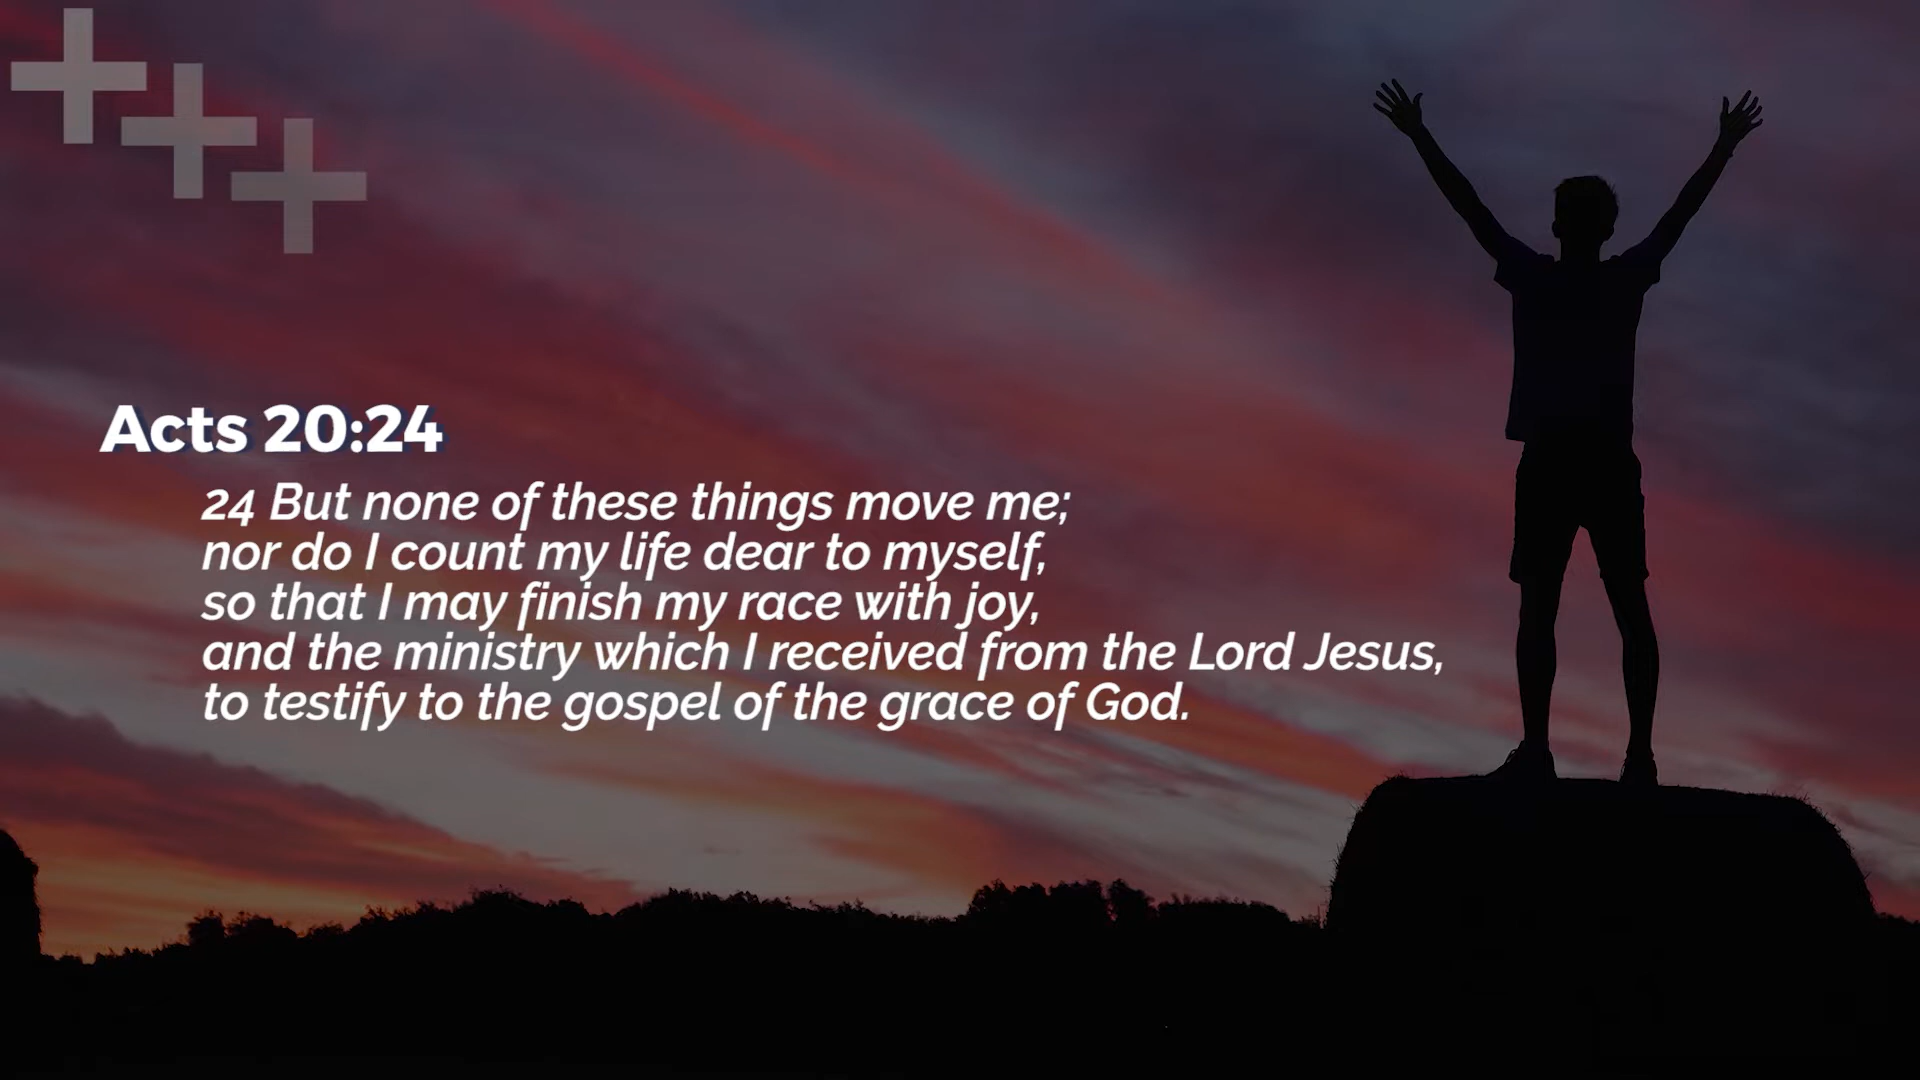 Acts 20:24
24 But none of these things move me;
nor do I count my life dear to myself,
so that I may finish my race with joy,
and the ministry which I received from the Lord Jesus,
to testify to the gospel of the grace of God.